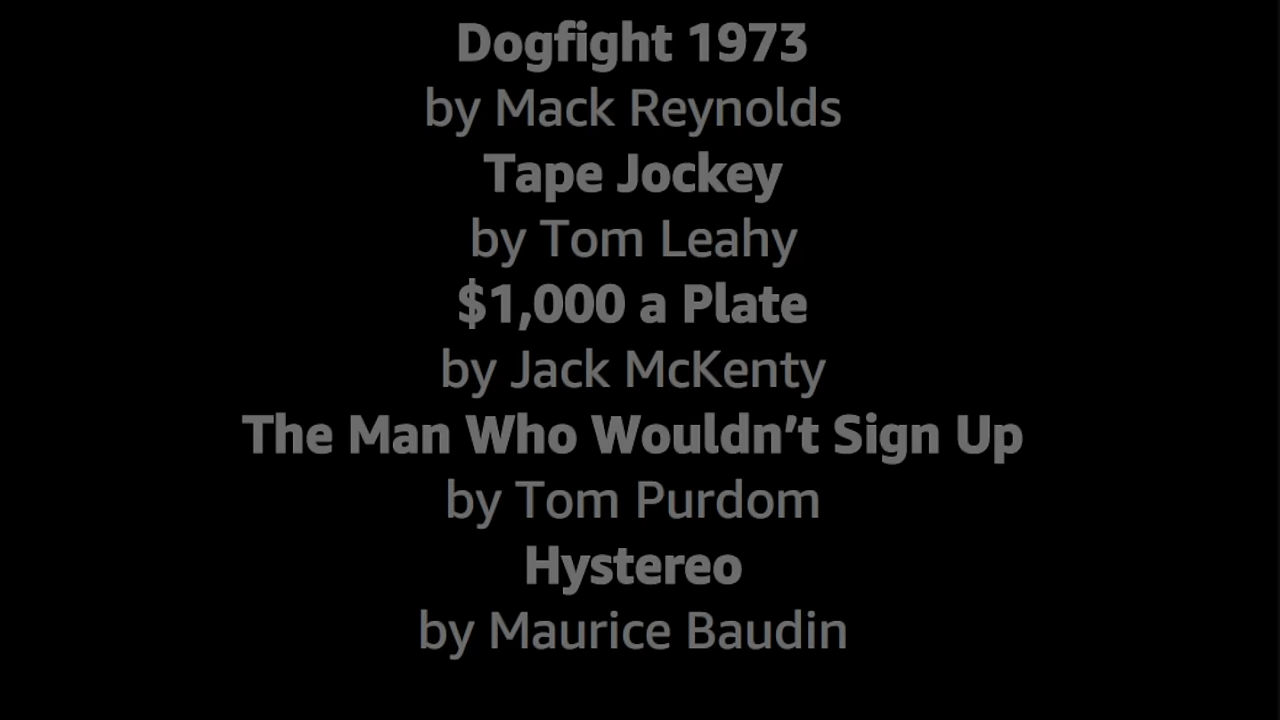 Dogfight 1973
by Mack Reynolds
Tape Jockey
by Tom Leahy
$1,000 a Plate
by Jack McKenty
The Man Who Wouldn’t Sign Up
by Tom Purdom
Hystereo
by Maurice Baudin